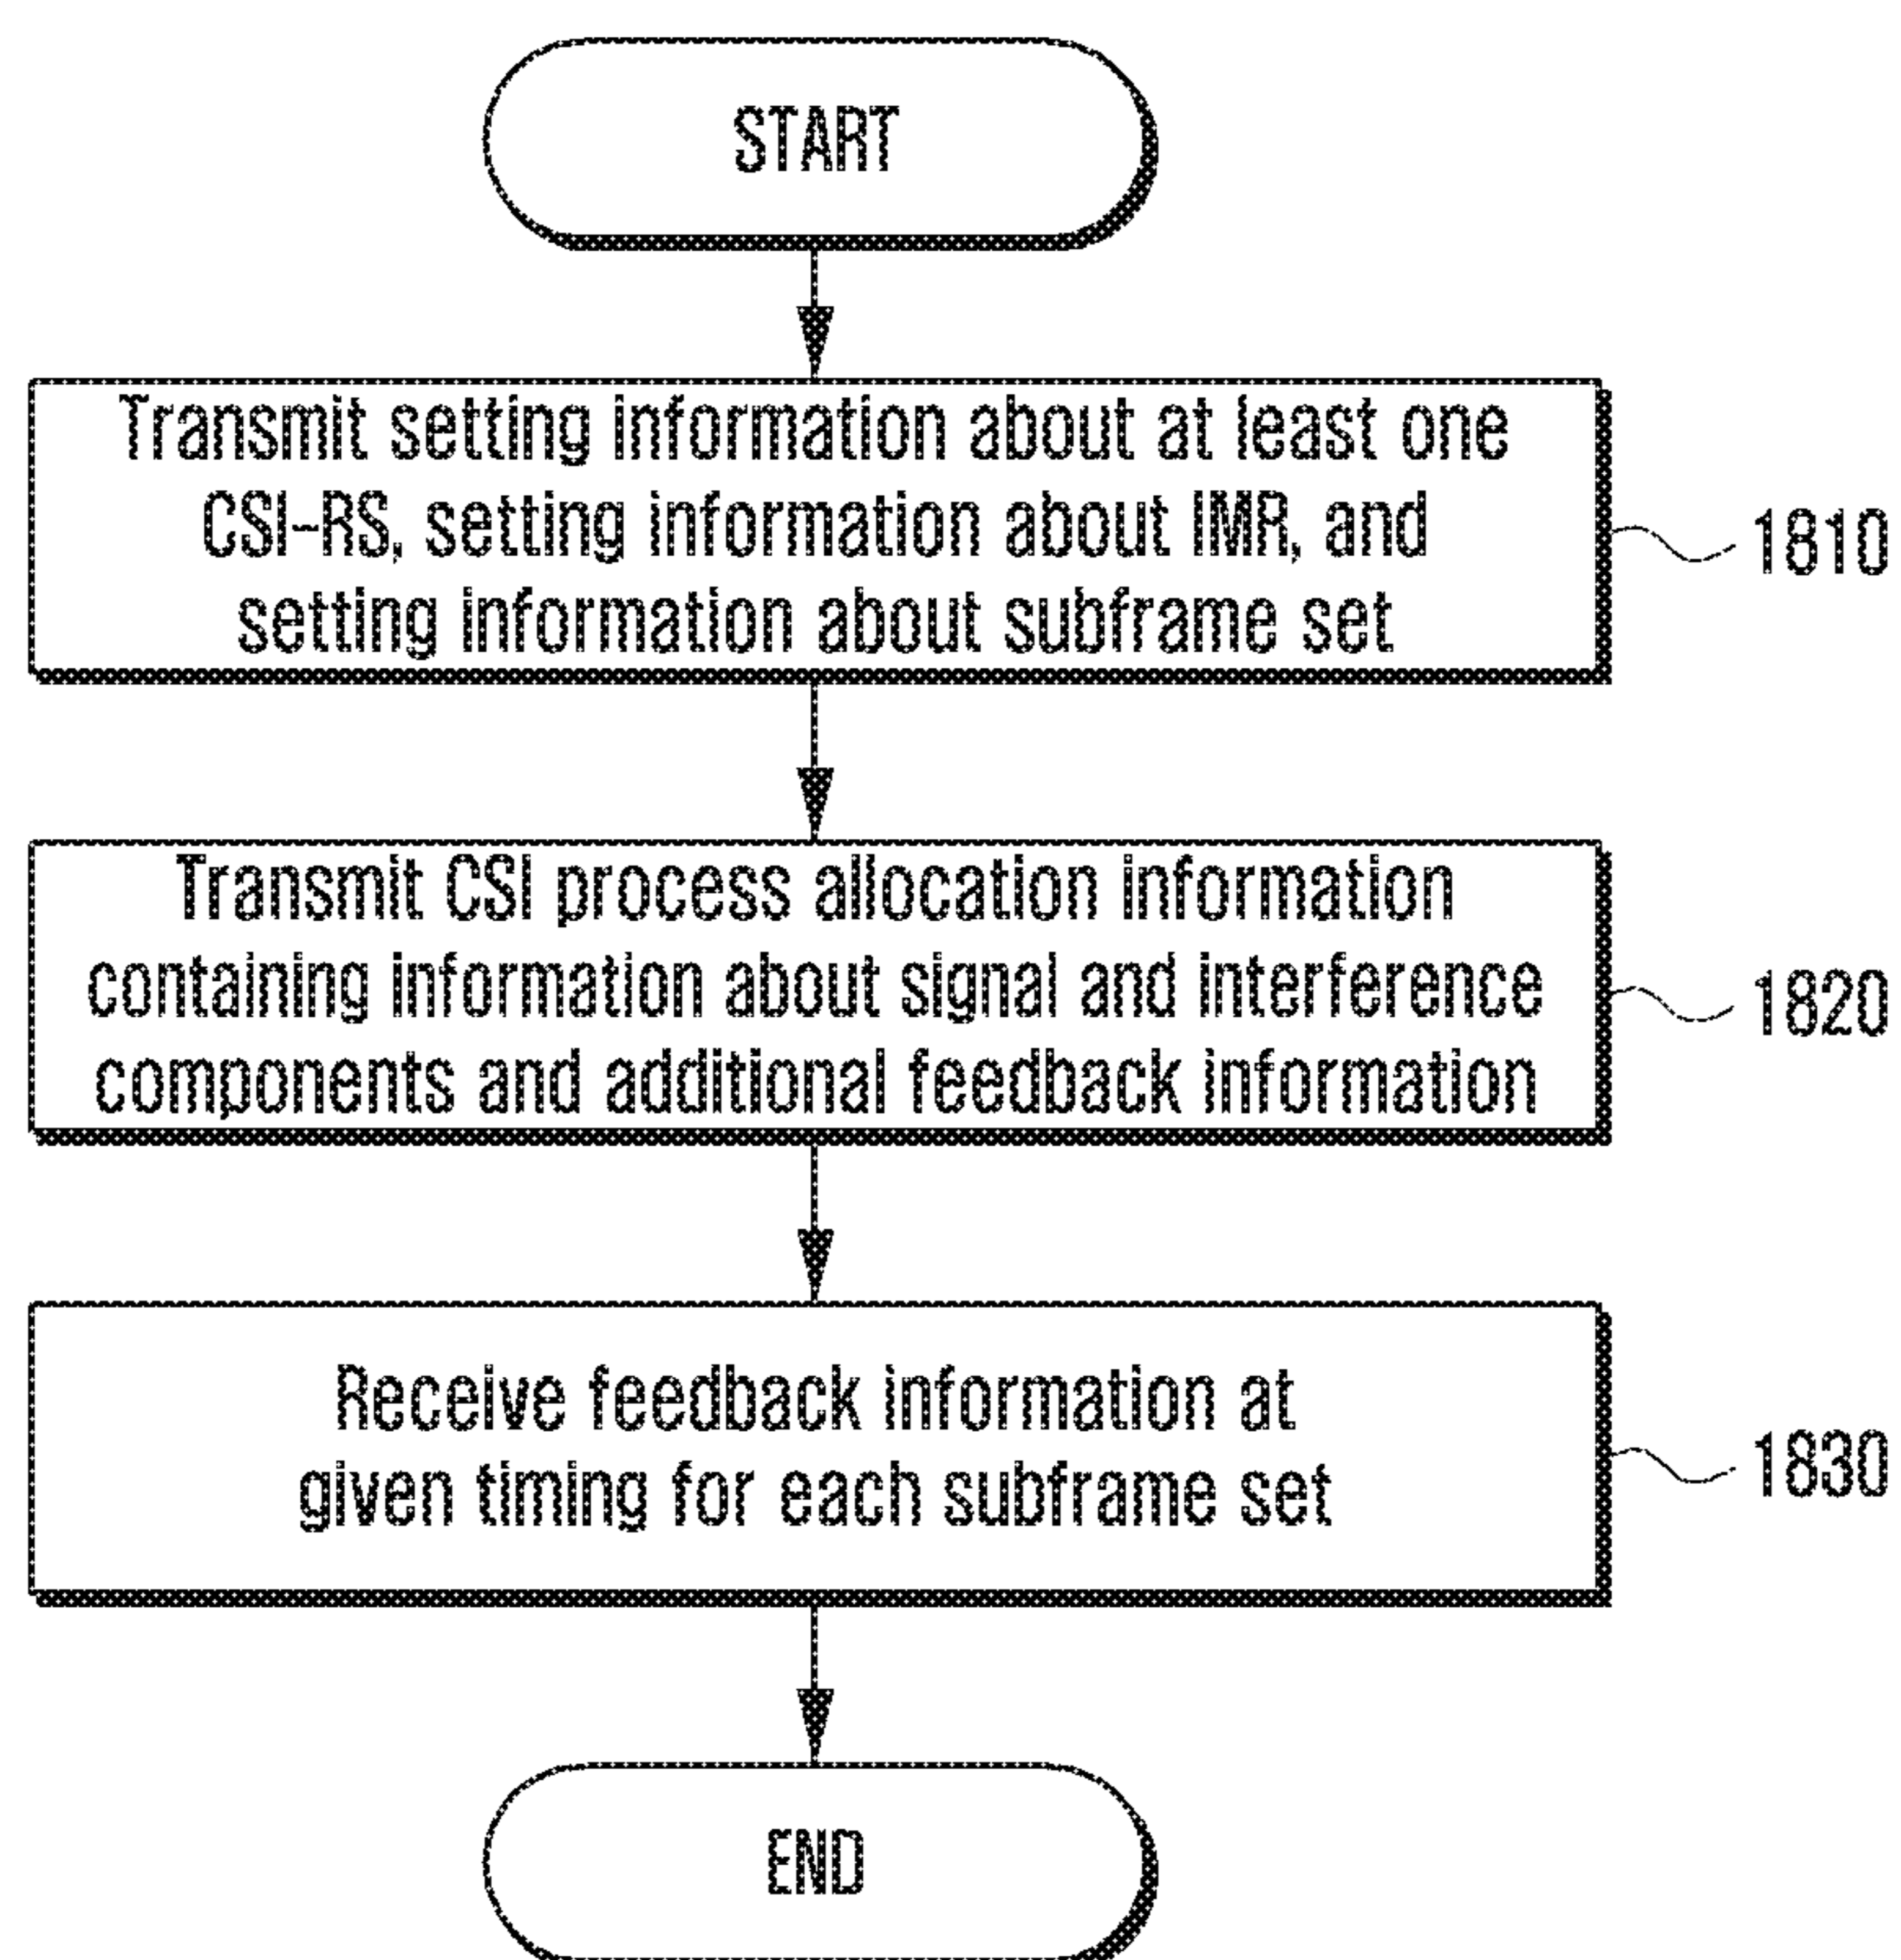 START
Transmit setting information about at least one
CSI-RS, setting information about IMR, and
setting information about subframe set
1810
Transmit CSI process allocation information
containing information about signal and interference
components and additional feedback information
1820
Receive feedback information at
given timing for each subframe set
1830
END